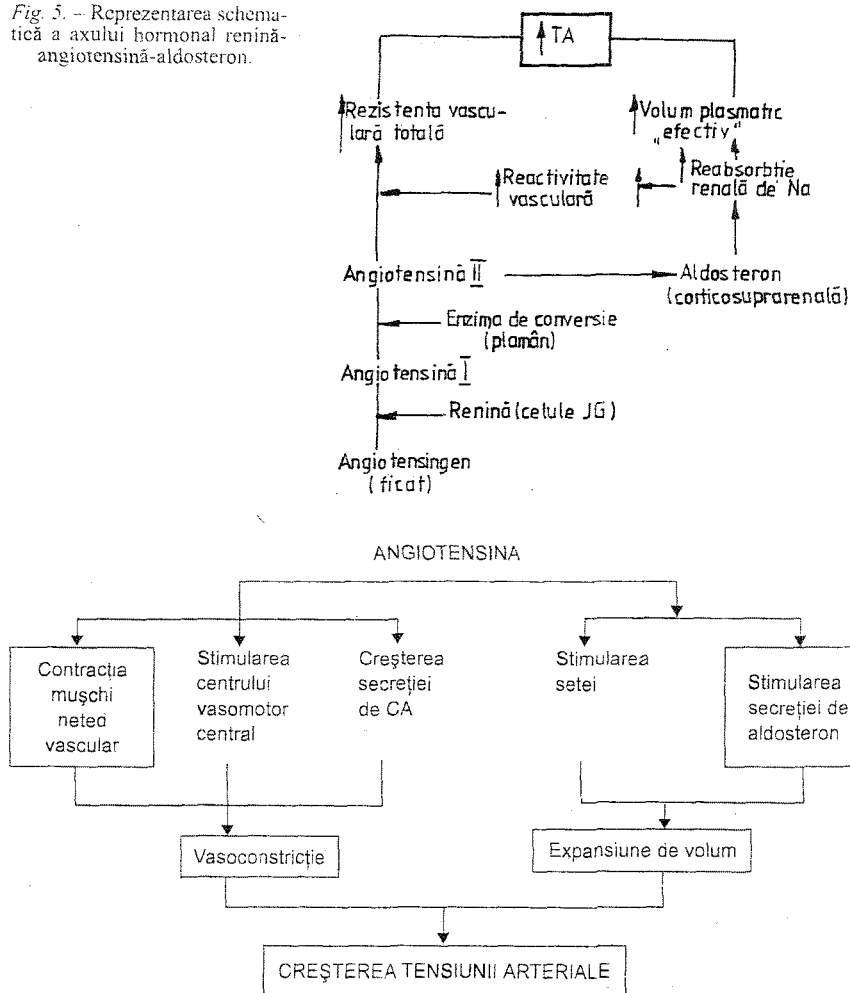 Fig. 5. – Reprezentarea schema-
tică a axului hormonal renină-
angiotensină-aldosteron.
TA
Rezistenta vascu-
lară totală
Volum plasmatic
„efectiv"
Reactivitate
vasculară
Reabsorbtie
renală de Na
Angiotensină II
Aldosteron
(corticosuprarenală)
Enzima de conversie
(plamân)
Angiotensină I
Renină (celule JG)
Angiotensingen
(ficat)
ANGIOTENSINA
Contracția
mușchi
neted
vascular
Stimularea
centrului
vasomotor
central
Creșterea
secreției
de CA
Stimularea
setei
Stimularea
secreției de
aldosteron
Vasoconstricție
Expansiune de volum
CREȘTEREA TENSIUNII ARTERIALE